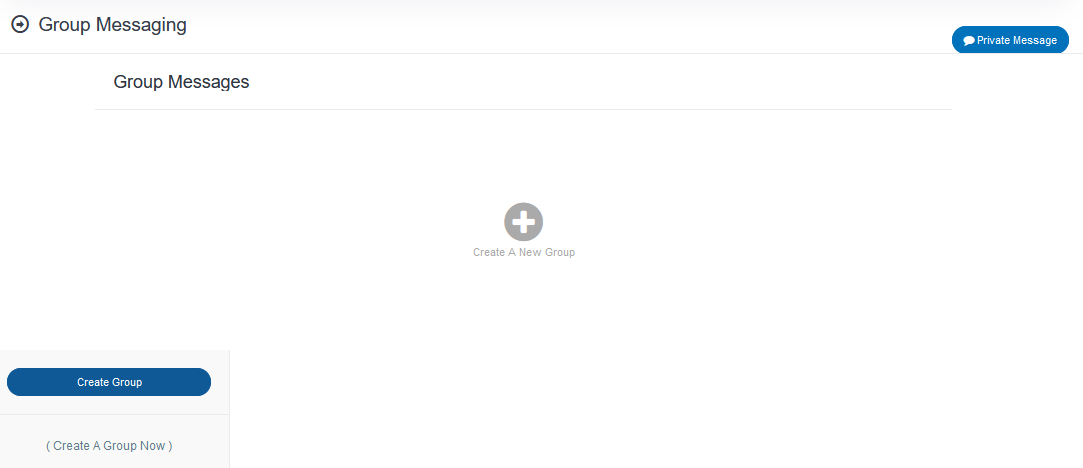 Group Messaging
Private Message
Group Messages
Create A New Group
Create Group
( Create A Group Now )